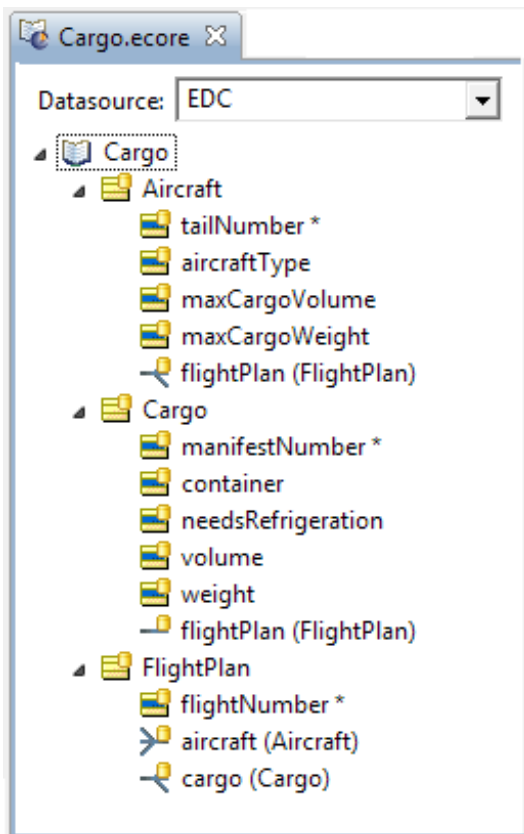 Cargo.ecore
Datasource: EDC
Cargo
Aircraft
tailNumber *
aircraftType
maxCargoVolume
maxCargoWeight
flightPlan (FlightPlan)
Cargo
manifestNumber *
container
needsRefrigeration
volume
weight
flightPlan (FlightPlan)
FlightPlan
flightNumber *
aircraft (Aircraft)
cargo (Cargo)